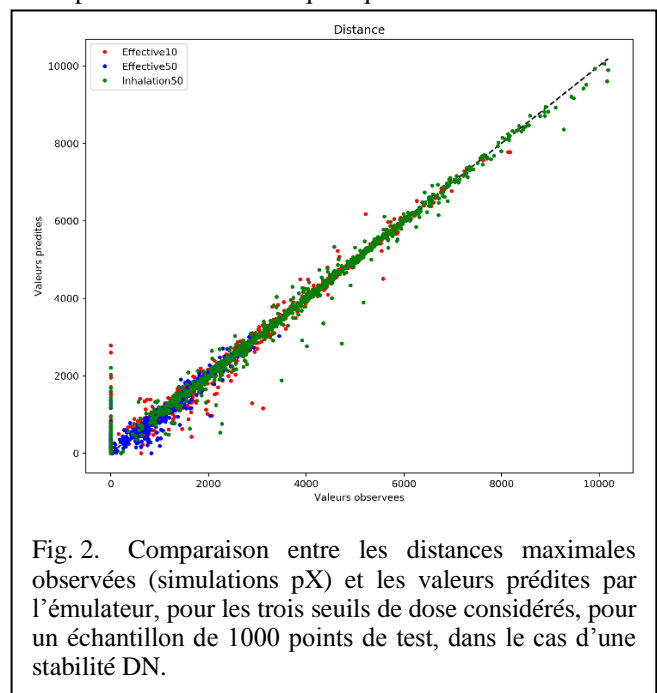 Distance
Effective10
Effective50
Inhalation50
10000
8000
6000
4000
2000
0
Valeurs predites
0
2000
4000
6000
8000
10000
Valeurs observees
Fig. 2. Comparaison entre les distances maximales
observées (simulations pX) et les valeurs prédites par
l'émulateur, pour les trois seuils de dose considérés, pour
un échantillon de 1000 points de test, dans le cas d'une
stabilité DN.